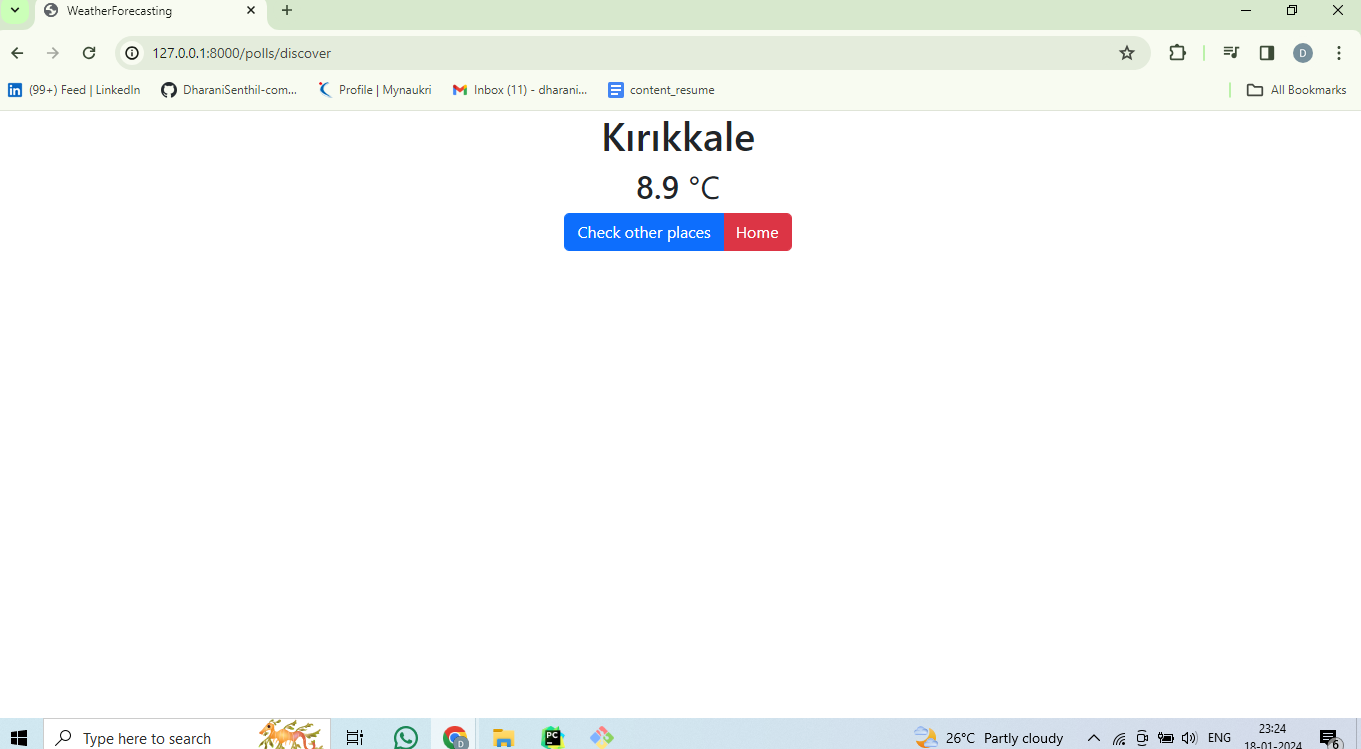 WeatherForecasting
127.0.0.1:8000/polls/discover
D
(99+) Feed | LinkedIn
DharaniSenthil-com...
Profile | Mynaukri
Inbox (11) - dharani...
content_resume
All Bookmarks
Kırıkkale
8.9 °C
Check other places
Home
Type here to search
D
PC
26°C Partly cloudy
ENG
23:24
18-01-2024
6